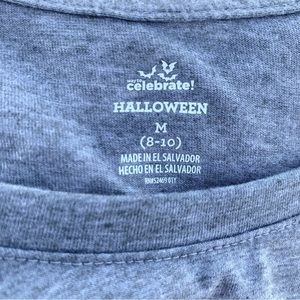 way to
celebrate!
HALLOWEEN
M
(8-10)
MADE IN EL SALVADOR
HECHO EN EL SALVADOR